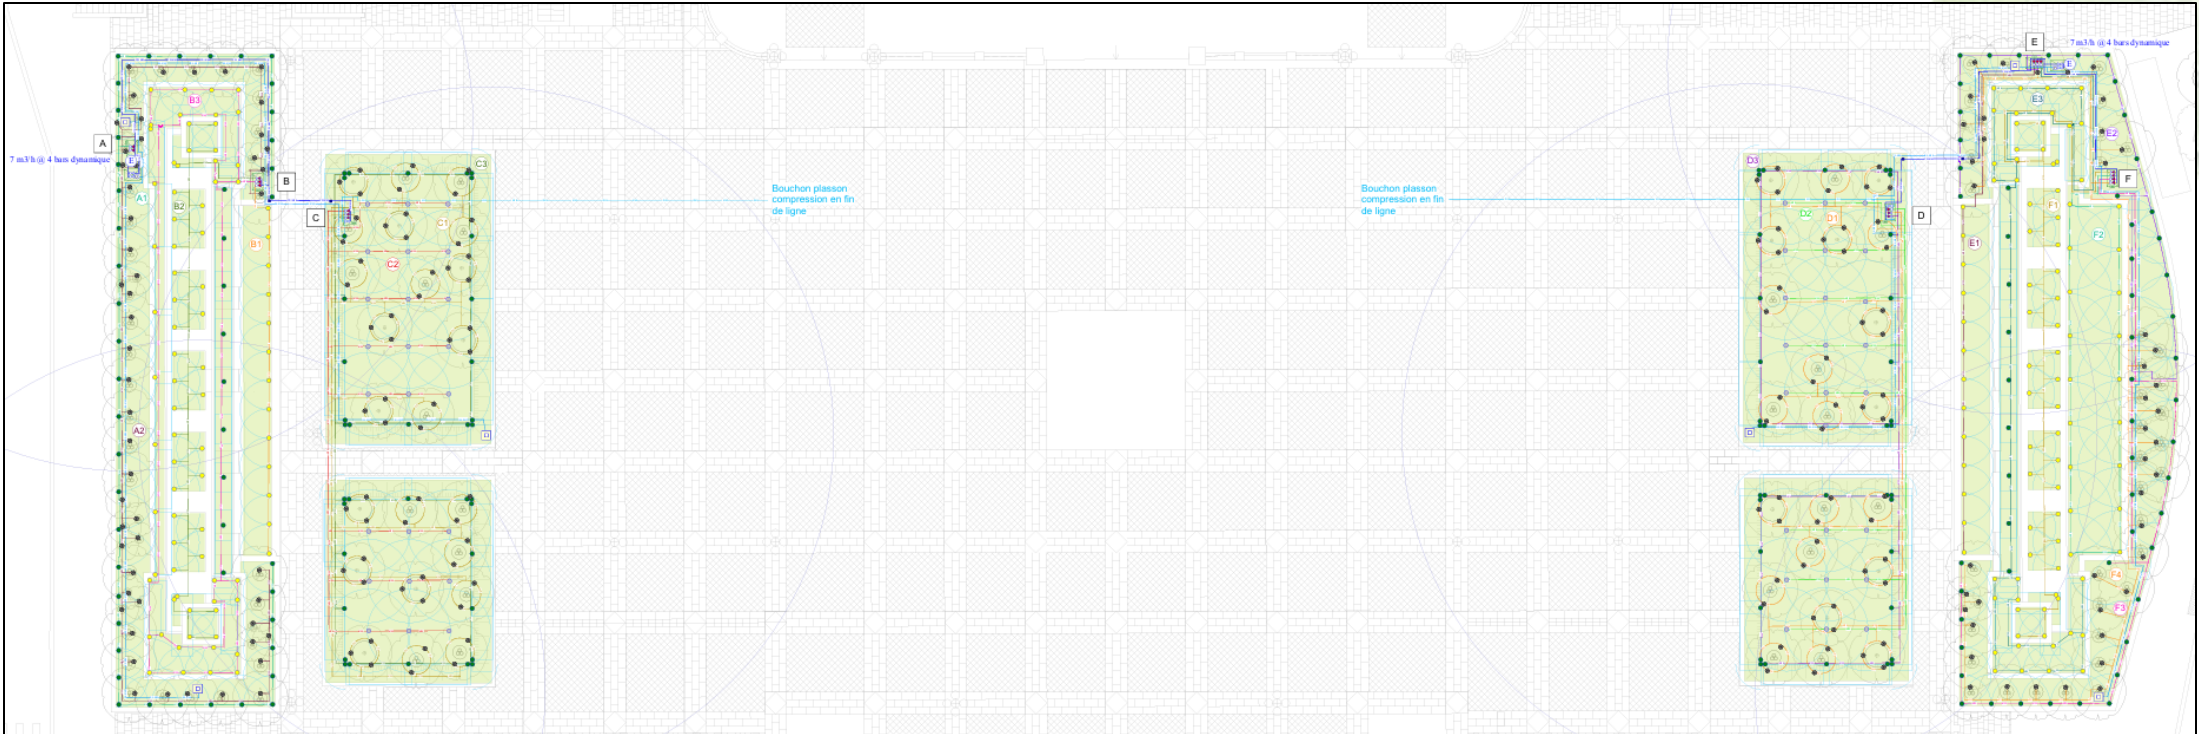 E
7 m3/h @ 4 bars dynamique
E
B3
E3
E2
A
7 m3/h @ 4 bars dynamique
E
B
C3
D3
F
A1
B2
Bouchon plasson
compression en fin
de ligne
Bouchon plasson
compression en fin
de ligne
F1
C
C1
D2
D1
D
B1
E1
F2
C2
A2
F4
F3